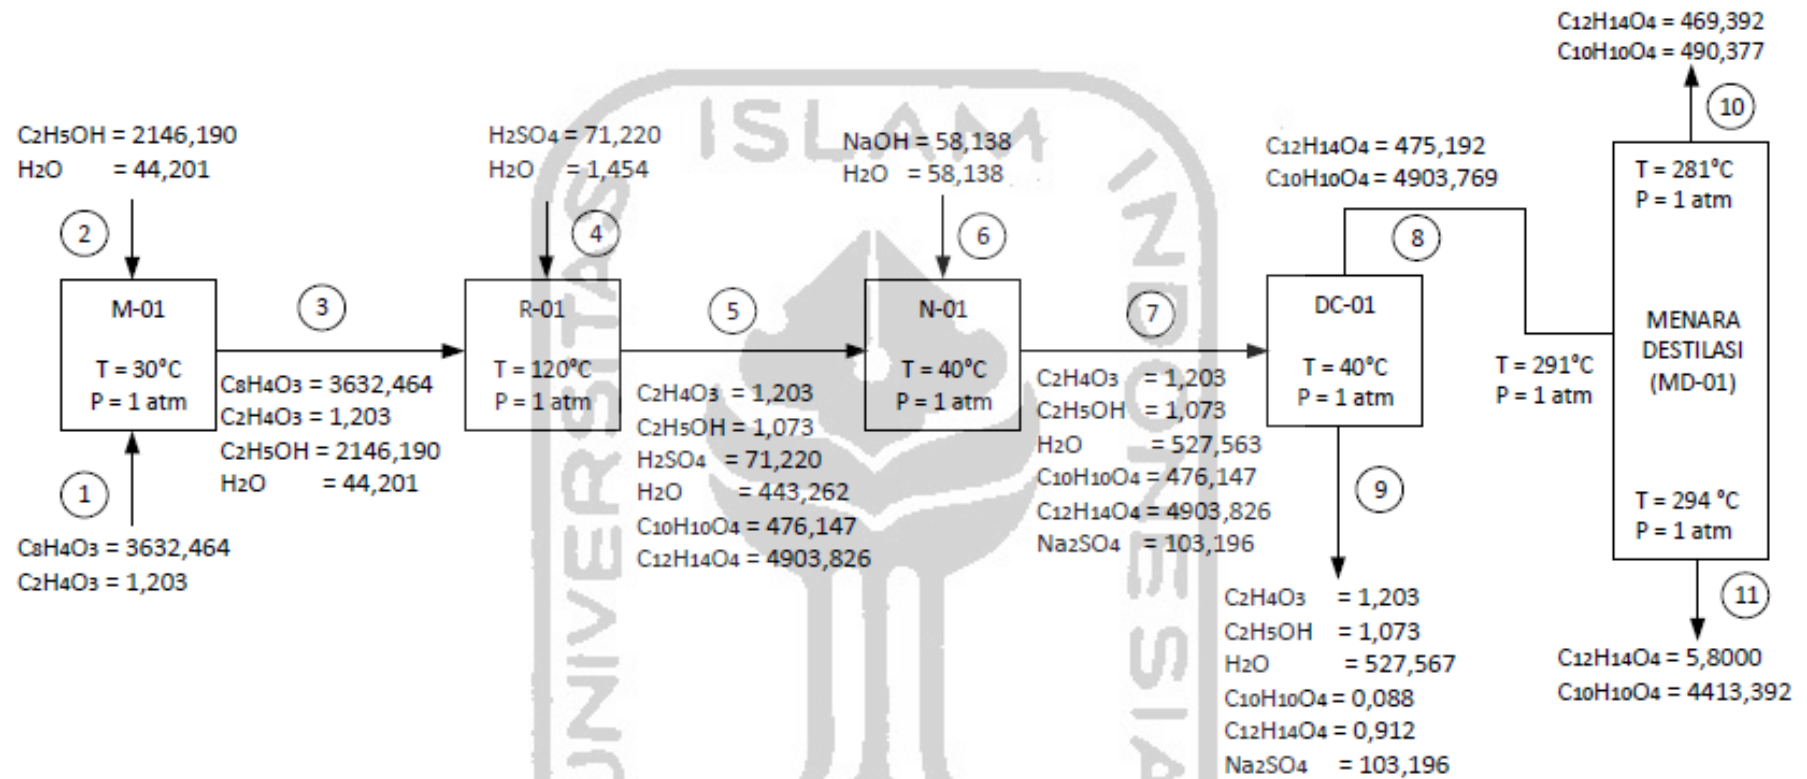 C12H14O4 = 469,392
C10H10O4 = 490,377
10
C2H5OH = 2146,190
H2O = 44,201
2
H2SO4 = 71,220
H2O = 1,454
4
NaOH = 58,138
H2O = 58,138
6
C12H14O4 = 475,192
C10H10O4 = 4903,769
8
M-01
T = 30°C
P = 1 atm
3
C8H4O3 = 3632,464
C2H4O3 = 1,203
C2H5OH = 2146,190
H2O = 44,201
1
C8H4O3 = 3632,464
C2H4O3 = 1,203
R-01
T = 120°C
P = 1 atm
5
C2H4O3 = 1,203
C2H5OH = 1,073
H2SO4 = 71,220
H2O = 443,262
C10H10O4 = 476,147
C12H14O4 = 4903,826
N-01
T = 40°C
P = 1 atm
7
C2H4O3 = 1,203
C2H5OH = 1,073
H2O = 527,563
C10H10O4 = 476,147
C12H14O4 = 4903,826
Na2SO4 = 103,196
DC-01
T = 40°C
P = 1 atm
9
C2H4O3 = 1,203
C2H5OH = 1,073
H2O = 527,567
C10H10O4 = 0,088
C12H14O4 = 0,912
Na2SO4 = 103,196
T = 291°C
P = 1 atm
T = 281°C
P = 1 atm
MENARA
DESTILASI
(MD-01)
T = 294 °C
P = 1 atm
11
C12H14O4 = 5,8000
C10H10O4 = 4413,392
UNIVERSITAS
ISLAM
INDONESIA